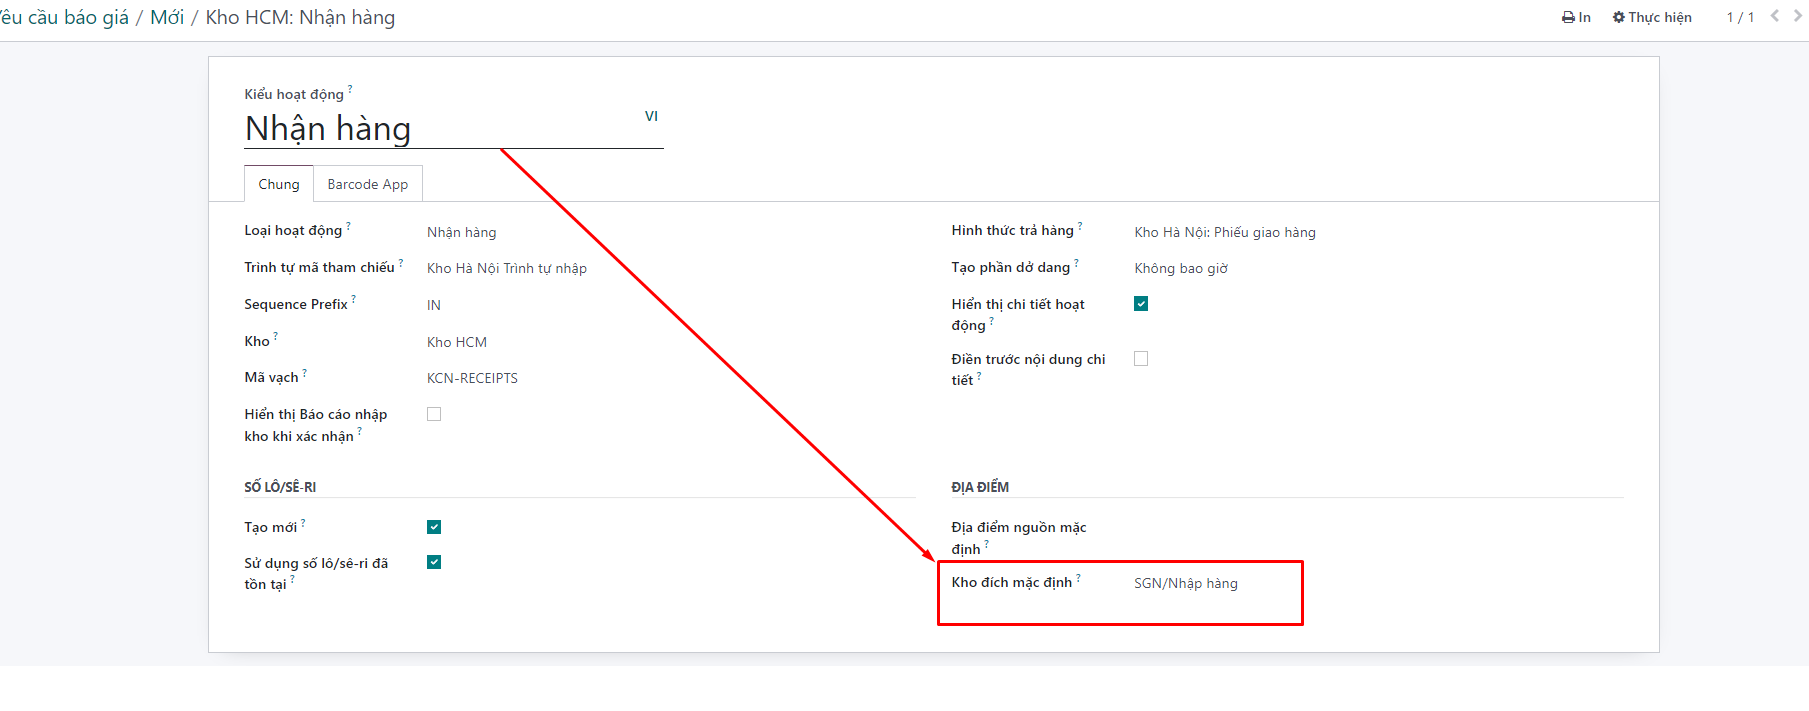 Yêu cầu báo giá / Mới / Kho HCM: Nhận hàng
In Thực hiện 1 / 1
Kiểu hoạt động ?
Nhận hàng VI
Chung Barcode App
Loại hoạt động ? Nhận hàng
Trình tự mã tham chiếu ? Kho Hà Nội Trình tự nhập
Sequence Prefix ? IN
Kho ? Kho HCM
Mã vạch ? KCN-RECEIPTS
Hiển thị Báo cáo nhập
kho khi xác nhận ?
Hình thức trả hàng ? Kho Hà Nội: Phiếu giao hàng
Tạo phần dở dang ? Không bao giờ
Hiển thị chi tiết hoạt
động ?
Điền trước nội dung chi
tiết ?
SỐ LÔ/SÊ-RI
Tạo mới ?
Sử dụng số lô/sê-ri đã
tồn tại ?
ĐỊA ĐIỂM
Địa điểm nguồn mặc
định ?
Kho đích mặc định ? SGN/Nhập hàng